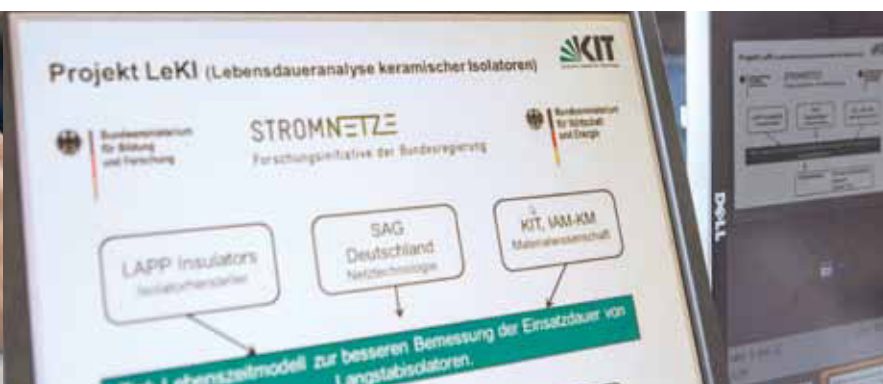 Projekt LeKI (Lebensdaueranalyse keramischer Isolatoren)
KIT
Bundesministerium
für Bildung
und Forschung
STROMNETZE
Forschungsinitiative der Bundesregierung
Bundesministerium
für Wirtschaft
und Energie
LAPP Insulators
Isolatorhersteller
SAG
Deutschland
Netztechnologie
KIT, IAM-KM
Materialwissenschaft
Lebenszeitmodell zur besseren Bemessung der Einsatzdauer von
Langstabisolatoren.
DELL